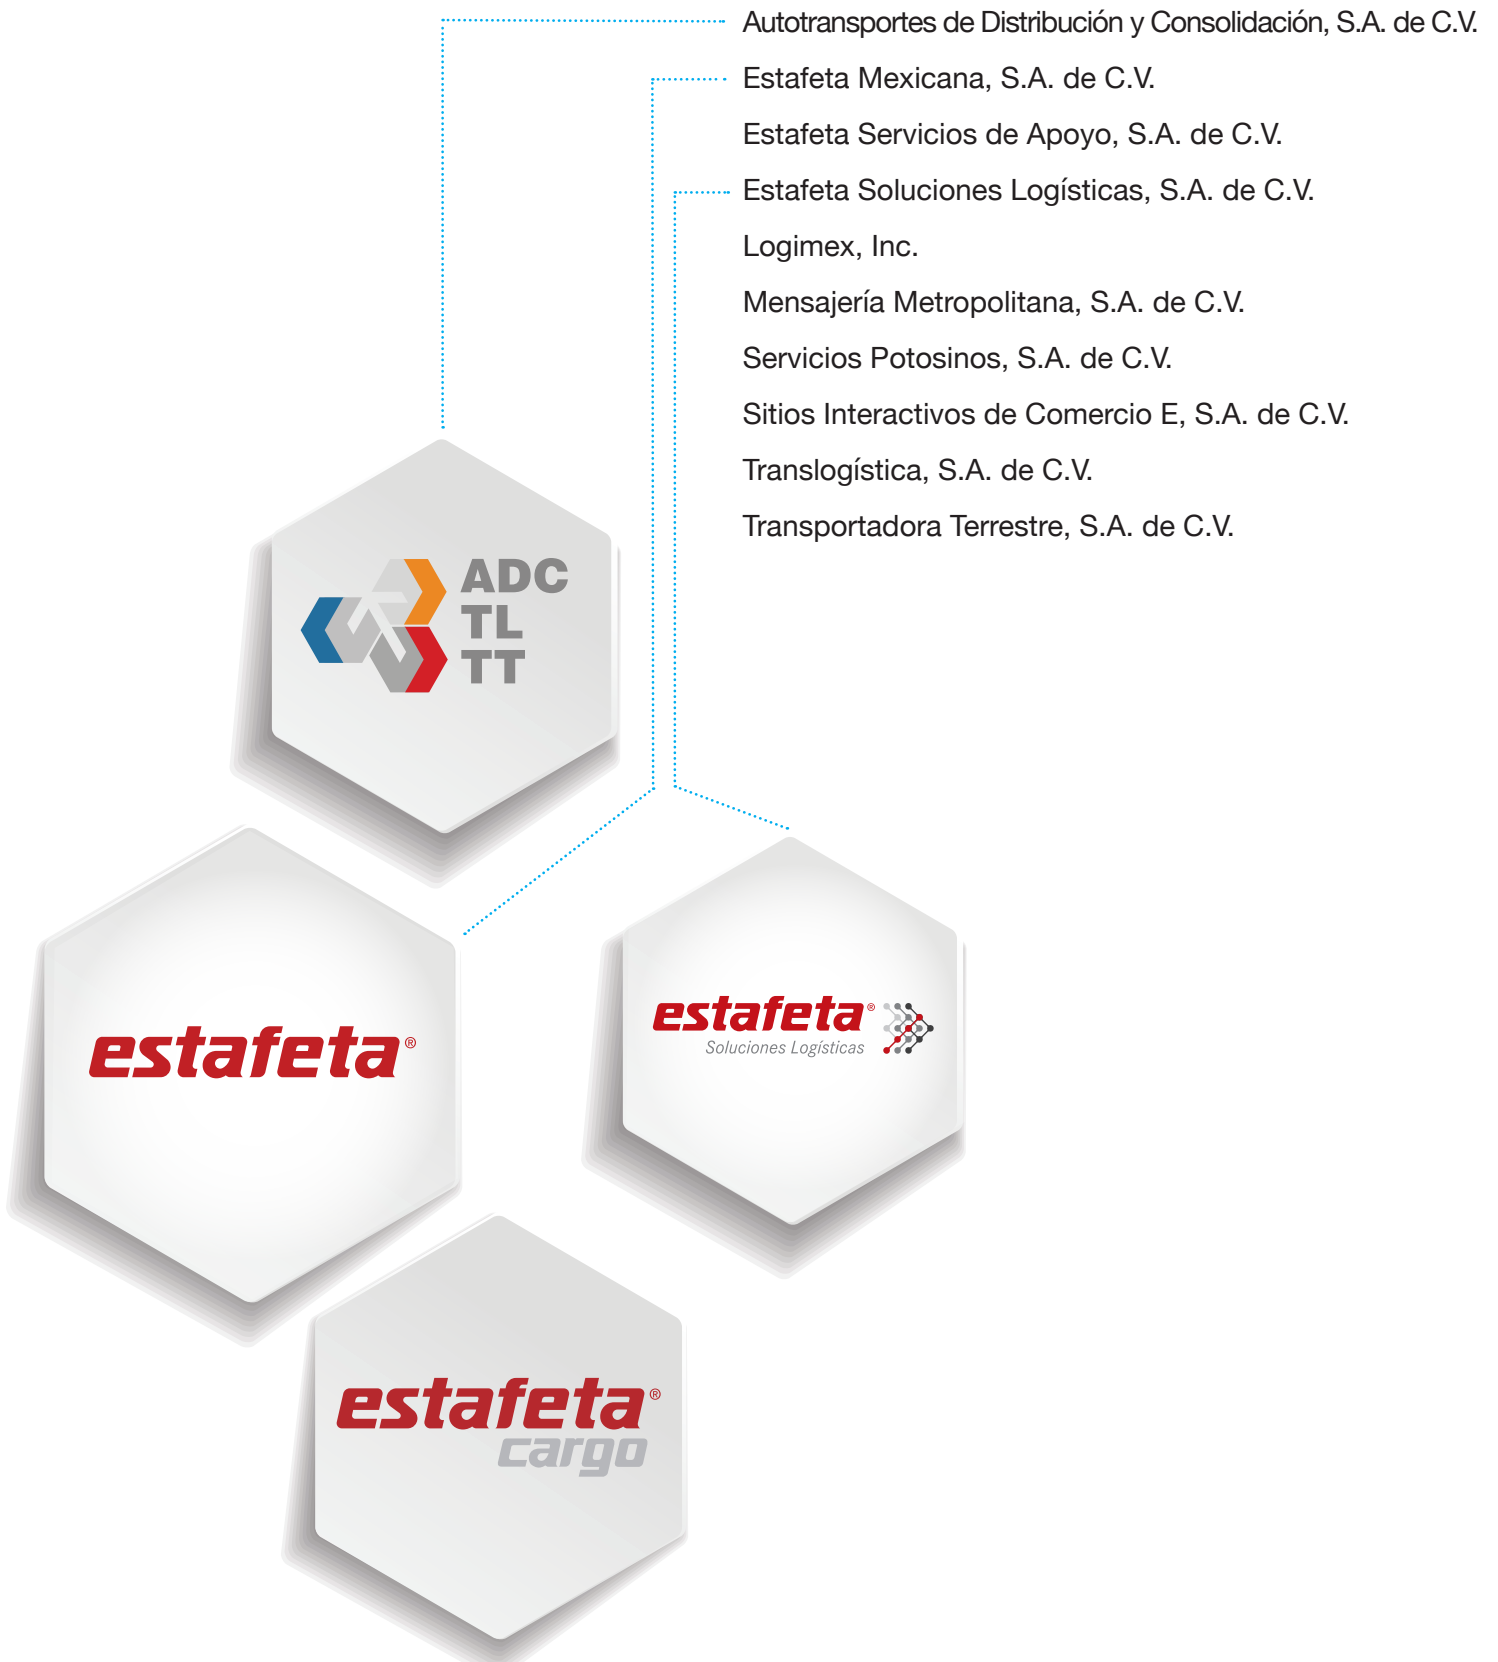 Autotransportes de Distribución y Consolidación, S.A. de C.V.
Estafeta Mexicana, S.A. de C.V.
Estafeta Servicios de Apoyo, S.A. de C.V.
Estafeta Soluciones Logísticas, S.A. de C.V.
Logimex, Inc.
Mensajería Metropolitana, S.A. de C.V.
Servicios Potosinos, S.A. de C.V.
Sitios Interactivos de Comercio E, S.A. de C.V.
Translogística, S.A. de C.V.
Transportadora Terrestre, S.A. de C.V.
ADC
TL
TT
estafeta®
estafeta®
Soluciones Logísticas
estafeta®
cargo